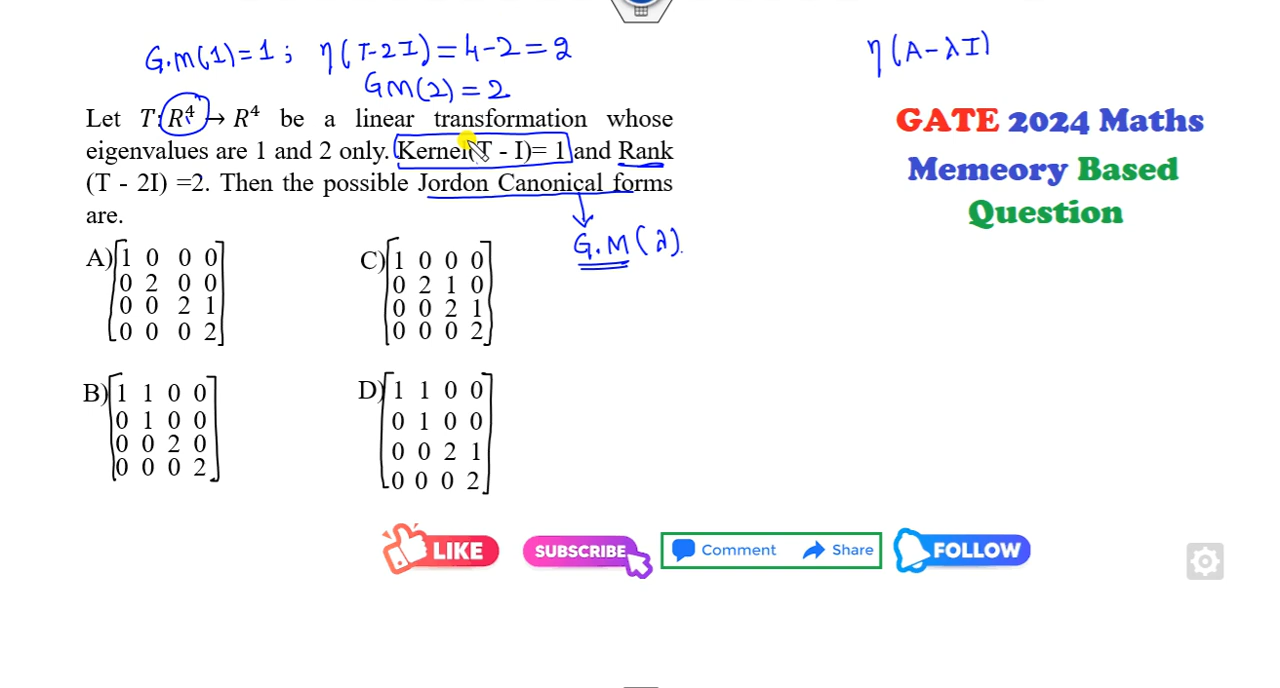 G.M(1)=1; η(T-2I)=4-2=2
GM(2)=2
η(A-λI)
Let T: R⁴ → R⁴ be a linear transformation whose
eigenvalues are 1 and 2 only. Kernel(T - I)= 1 and Rank
(T - 2I) =2. Then the possible Jordon Canonical forms
are.
G.M(λ).
GATE 2024 Maths
Memeory Based
Question
A) 1 0 0 0
0 2 0 0
0 0 2 1
0 0 0 2
C) 1 0 0 0
0 2 1 0
0 0 2 1
0 0 0 2
B) 1 1 0 0
0 1 0 0
0 0 2 0
0 0 0 2
D) 1 1 0 0
0 1 0 0
0 0 2 1
0 0 0 2
LIKE SUBSCRIBE Comment Share FOLLOW